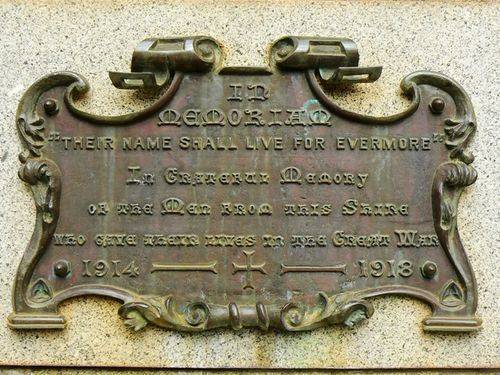 IN
MEMORIAM
"THEIR NAME SHALL LIVE FOR EVERMORE"
In Grateful Memory
of the Men from this Shire
who gave their lives in the Great War
1914 1918